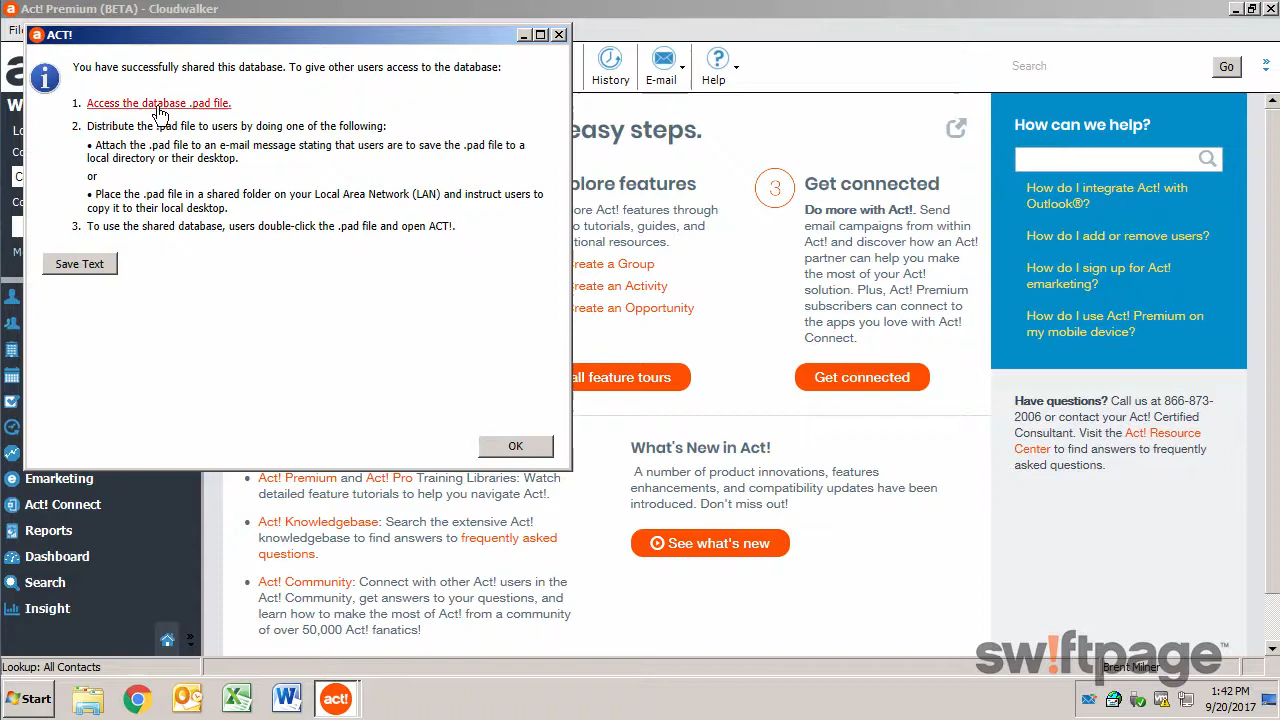 Act! Premium (BETA) - Cloudwalker
ACT!
You have successfully shared this database. To give other users access to the database:
1. Access the database .pad file.
2. Distribute the .pad file to users by doing one of the following:
• Attach the .pad file to an e-mail message stating that users are to save the .pad file to a
local directory or their desktop.
or
• Place the .pad file in a shared folder on your Local Area Network (LAN) and instruct users to
copy it to their local desktop.
3. To use the shared database, users double-click the .pad file and open ACT!.
Save Text
OK
History
E-mail
Help
Search
Go
easy steps.
plore features
ore Act! features through
o tutorials, guides, and
tional resources.
Create a Group
Create an Activity
Create an Opportunity
all feature tours
3
Get connected
Do more with Act!. Send
email campaigns from within
Act! and discover how an Act!
partner can help you make
the most of your Act!
solution. Plus, Act! Premium
subscribers can connect to
the apps you love with Act!
Connect.
Get connected
How can we help?
How do I integrate Act! with
Outlook®?
How do I add or remove users?
How do I sign up for Act!
emarketing?
How do I use Act! Premium on
my mobile device?
Have questions? Call us at 866-873-
2006 or contact your Act! Certified
Consultant. Visit the Act! Resource
Center to find answers to frequently
asked questions.
Emarketing
Act! Connect
Reports
Dashboard
Search
Insight
• Act! Premium and Act! Pro Training Libraries: Watch
detailed feature tutorials to help you navigate Act!.
• Act! Knowledgebase: Search the extensive Act!
knowledgebase to find answers to frequently asked
questions.
• Act! Community: Connect with other Act! users in the
Act! Community, get answers to your questions, and
learn how to make the most of Act! from a community
of over 50,000 Act! fanatics!
What's New in Act!
A number of product innovations, features
enhancements, and compatibility updates have been
introduced. Don't miss out!
See what's new
Lookup: All Contacts
Brent Milner
sw!ftpage™
Start
act!
1:42 PM
9/20/2017